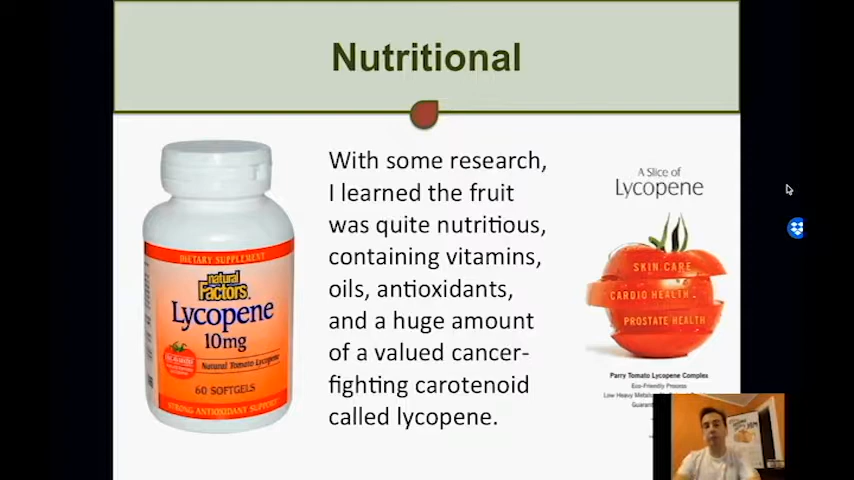 Nutritional
With some research,
I learned the fruit
was quite nutritious,
containing vitamins,
oils, antioxidants,
and a huge amount
of a valued cancer-
fighting carotenoid
called lycopene.
DIETARY SUPPLEMENT
natural
Factors
Lycopene
10mg
Natural Tomato Lycopene
60 SOFTGELS
STRONG ANTIOXIDANT SUPPORT
A Slice of
Lycopene
SKIN CARE
CARDIO HEALTH
PROSTATE HEALTH
Parry Tomato Lycopene Complex
Eco-Friendly Process
Low Heavy